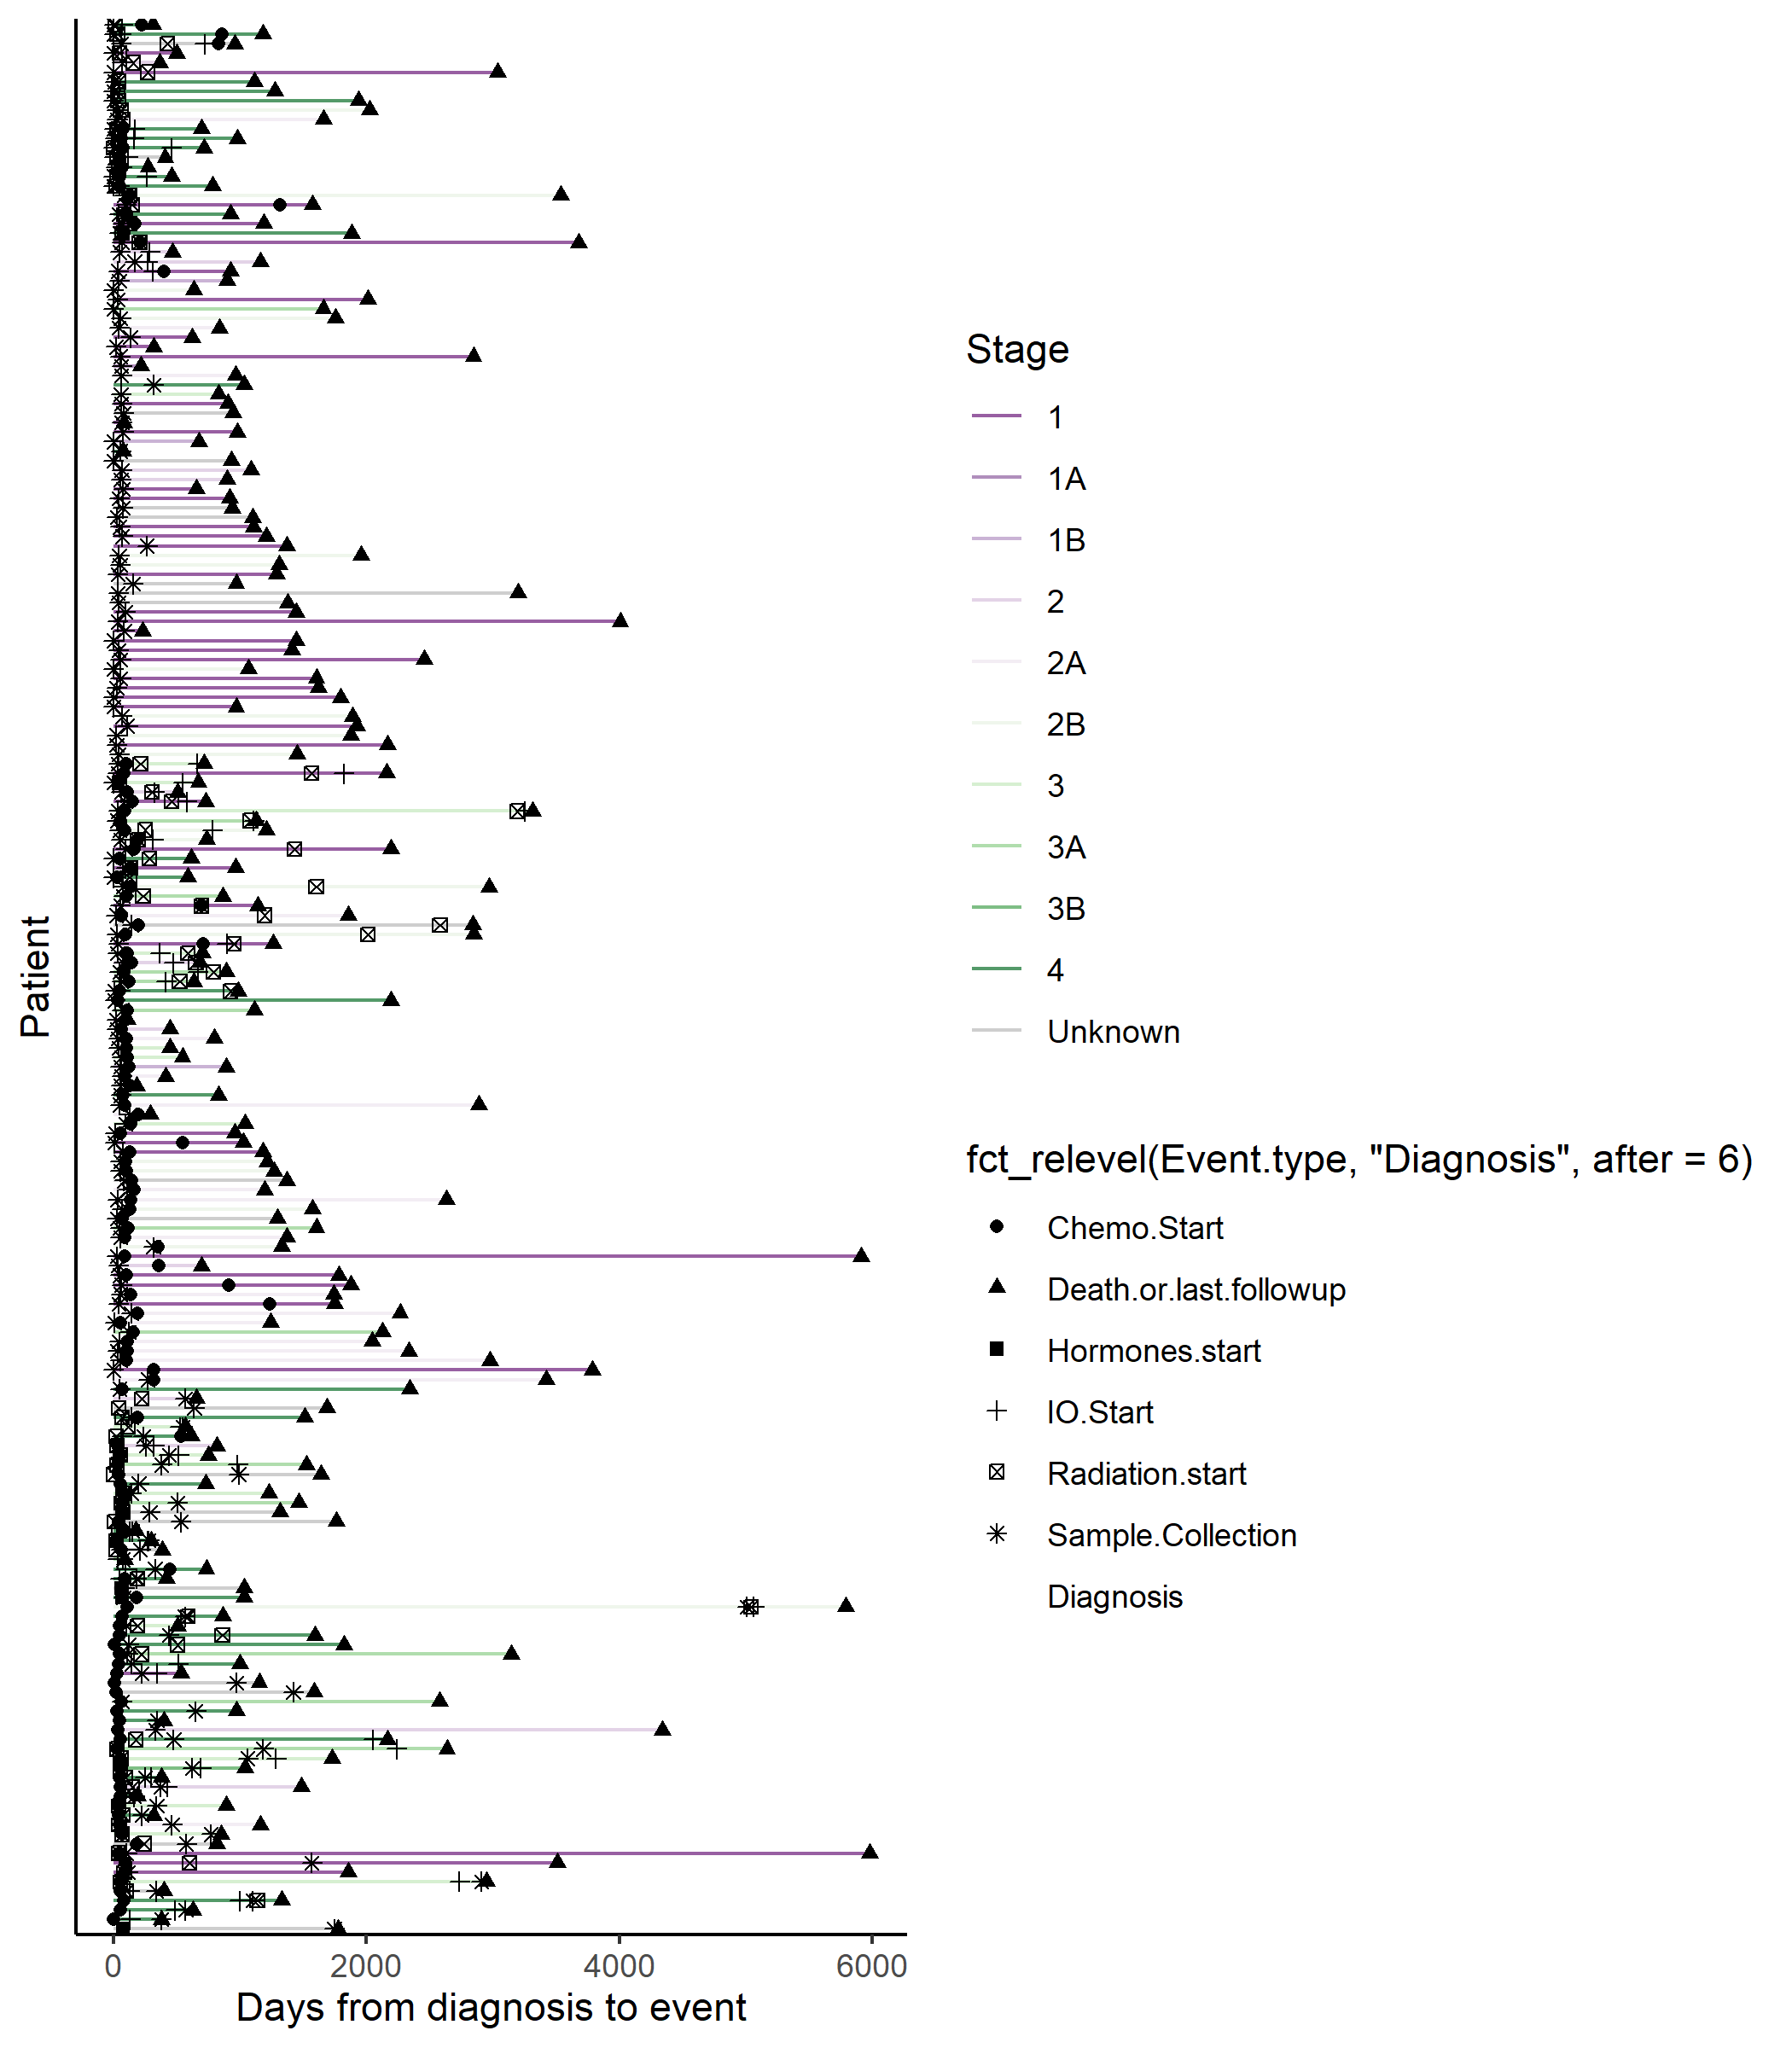 Patient
0
2000
4000
6000
Days from diagnosis to event
Stage
1
1A
1B
2
2A
2B
3
3A
3B
4
Unknown
fct_relevel(Event.type, "Diagnosis", after = 6)
Chemo.Start
Death.or.last.followup
Hormones.start
IO.Start
Radiation.start
Sample.Collection
Diagnosis